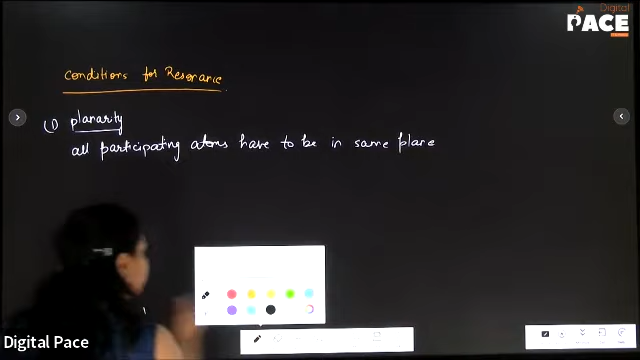 Digital
PACE
Conditions for Resonance
(1) planarity
all participating atoms have to be in same plane
Digital Pace